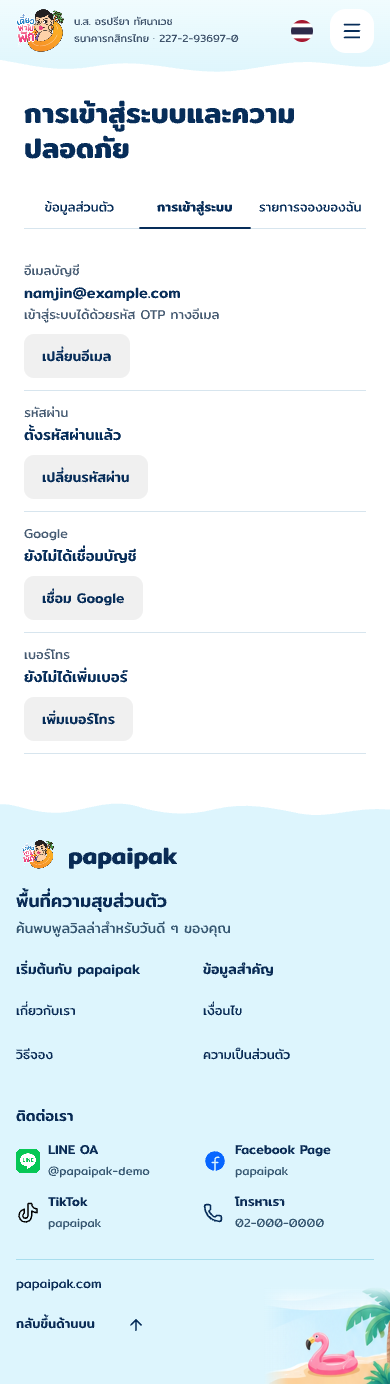 น.ส. อรปรียา ทัศนาเวช
ธนาคารกสิกรไทย · 227-2-93697-0
การเข้าสู่ระบบและความ
ปลอดภัย
ข้อมูลส่วนตัว
การเข้าสู่ระบบ
รายการจองของฉัน
อีเมลบัญชี
namjin@example.com
เข้าสู่ระบบได้ด้วยรหัส OTP ทางอีเมล
เปลี่ยนอีเมล
รหัสผ่าน
ตั้งรหัสผ่านแล้ว
เปลี่ยนรหัสผ่าน
Google
ยังไม่ได้เชื่อมบัญชี
เชื่อม Google
เบอร์โทร
ยังไม่ได้เพิ่มเบอร์
เพิ่มเบอร์โทร
papaipak
พื้นที่ความสุขส่วนตัว
ค้นพบพูลวิลล่าสำหรับวันดี ๆ ของคุณ
เริ่มต้นกับ papaipak
ข้อมูลสำคัญ
เกี่ยวกับเรา
เงื่อนไข
วิธีจอง
ความเป็นส่วนตัว
ติดต่อเรา
LINE OA
@papaipak-demo
Facebook Page
papaipak
TikTok
papaipak
โทรหาเรา
02-000-0000
papaipak.com
กลับขึ้นด้านบน